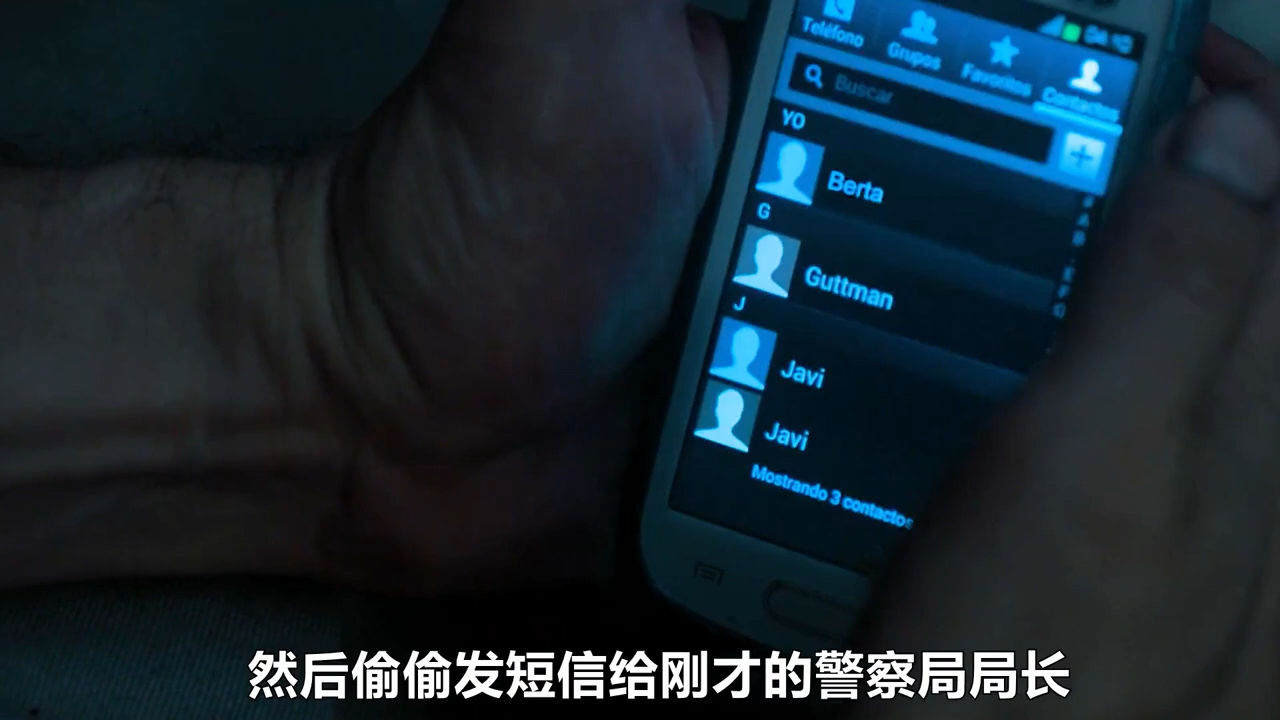 Teléfono
Grupos
Favoritos
Contactos
Buscar
YO
Berta
G
Guttman
J
Javi
Javi
Mostrando 3 contactos
然后偷偷发短信给刚才的警察局局长